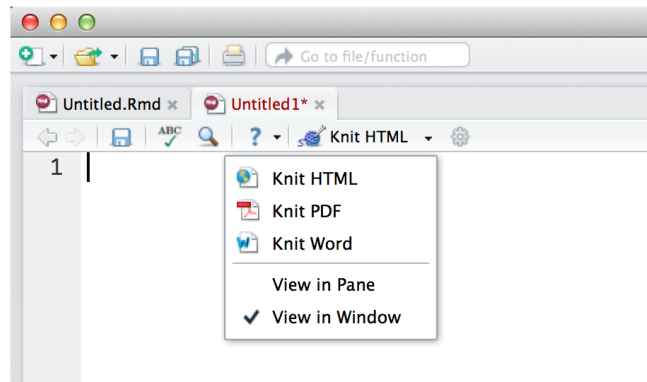 Go to file/function
Untitled.Rmd × Untitled1* ×
ABC ? Knit HTML
1
Knit HTML
Knit PDF
Knit Word
View in Pane
View in Window